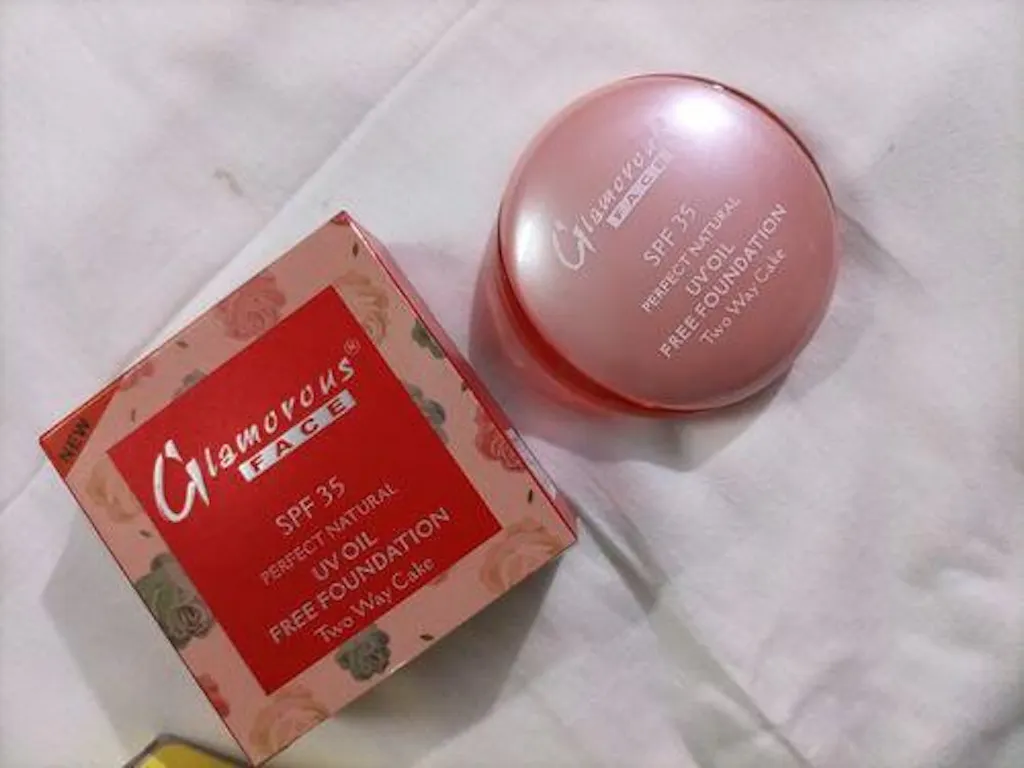 NEW
Glamorous®
FACE
SPF 35
PERFECT NATURAL
UV OIL
FREE FOUNDATION
Two Way Cake
Glamorous
FACE
SPF 35
PERFECT NATURAL
UV OIL
FREE FOUNDATION
Two Way Cake